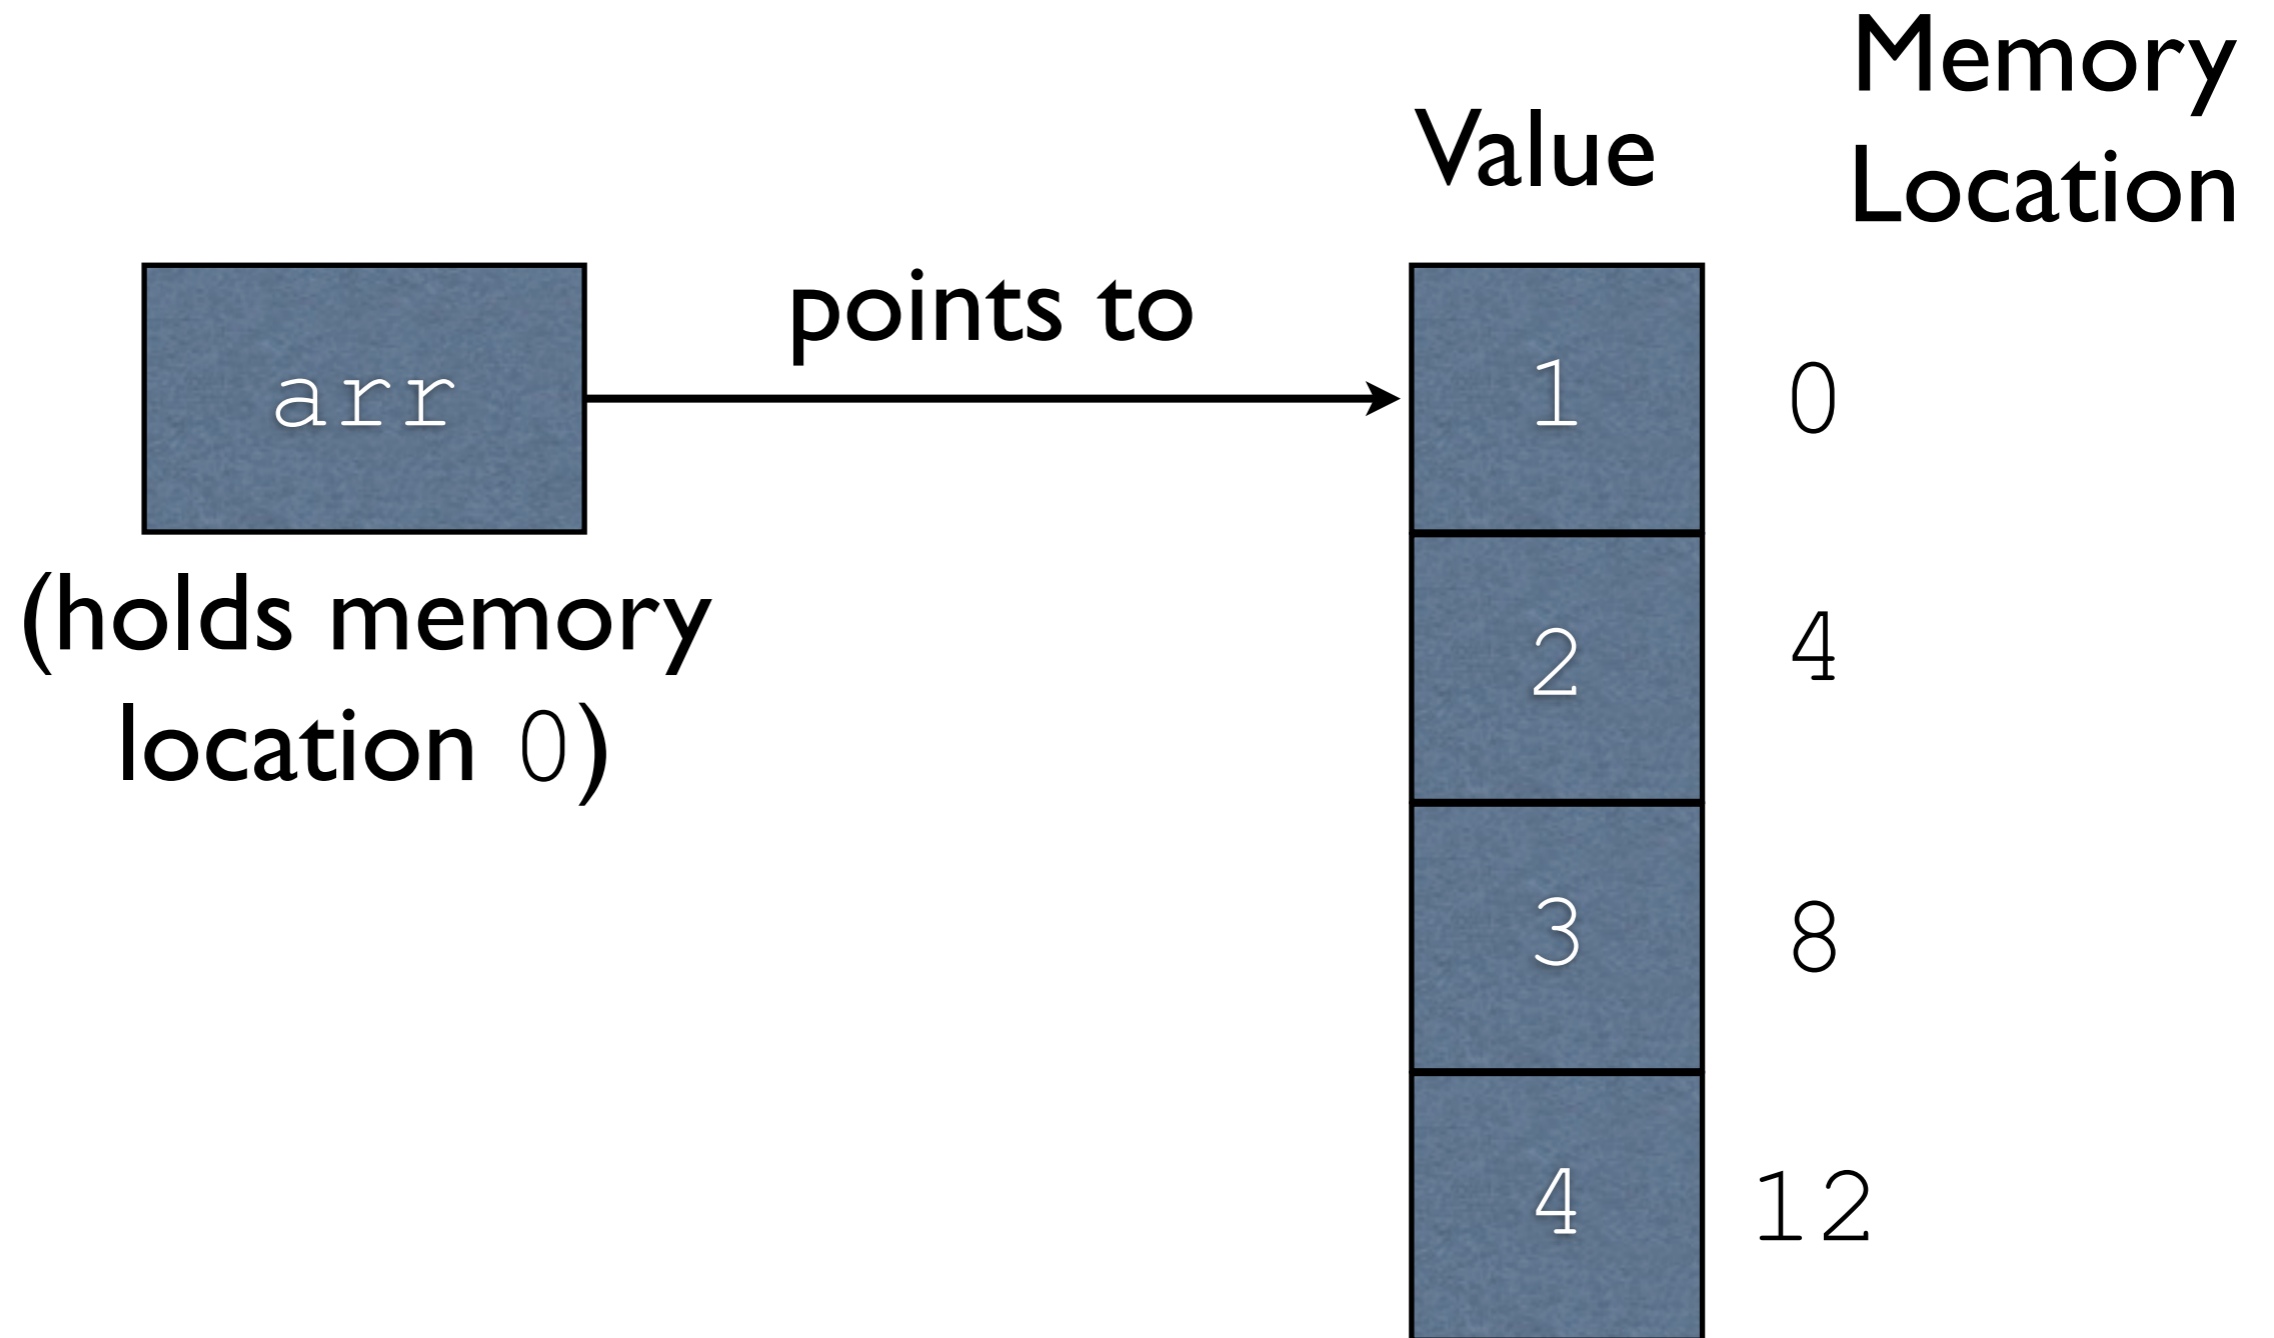 Memory
Location
Value
points to
arr
1 0
(holds memory
location 0)
2 4
3 8
4 12